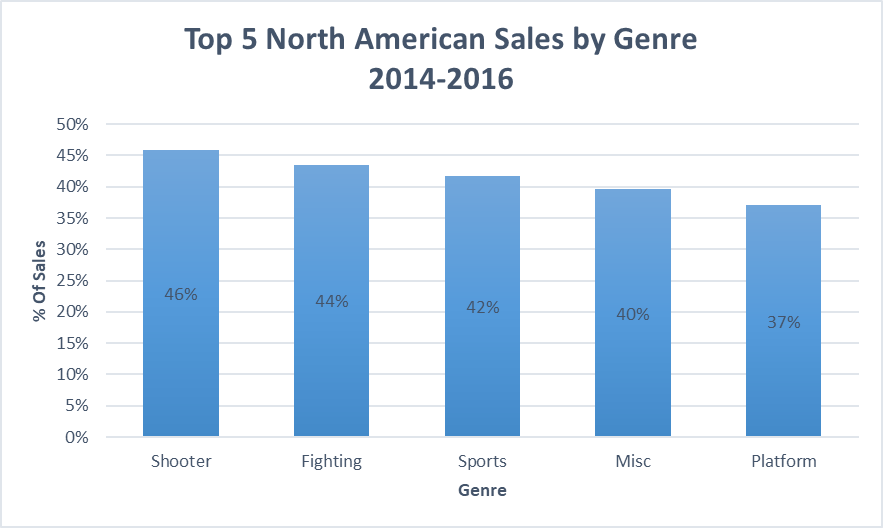 Top 5 North American Sales by Genre
2014-2016
50%
45%
40%
35%
30%
25%
20%
15%
10%
5%
0%
% Of Sales
46%
44%
42%
40%
37%
Shooter
Fighting
Sports
Misc
Platform
Genre